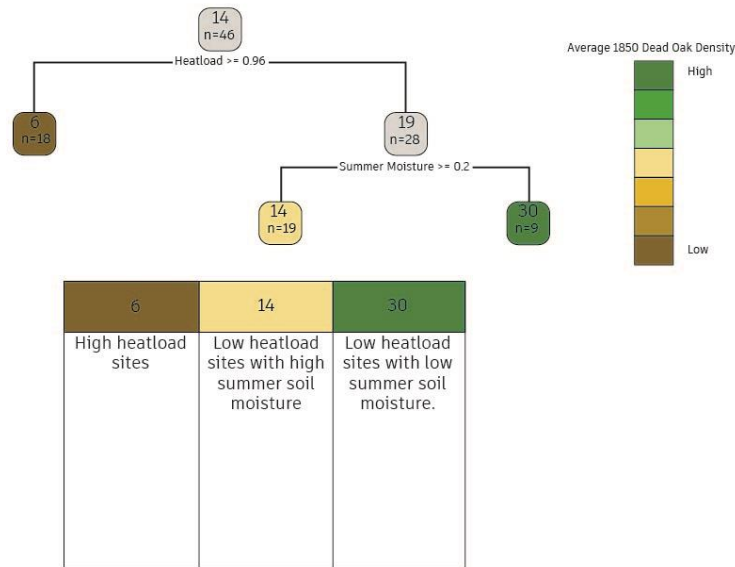 14
n=46
Heatload >= 0.96
Average 1850 Dead Oak Density
High
6
n=18
19
n=28
Summer Moisture >= 0.2
14
n=19
30
n=9
Low
6
14
30
High heatload
sites
Low heatload
sites with high
summer soil
moisture
Low heatload
sites with low
summer soil
moisture.